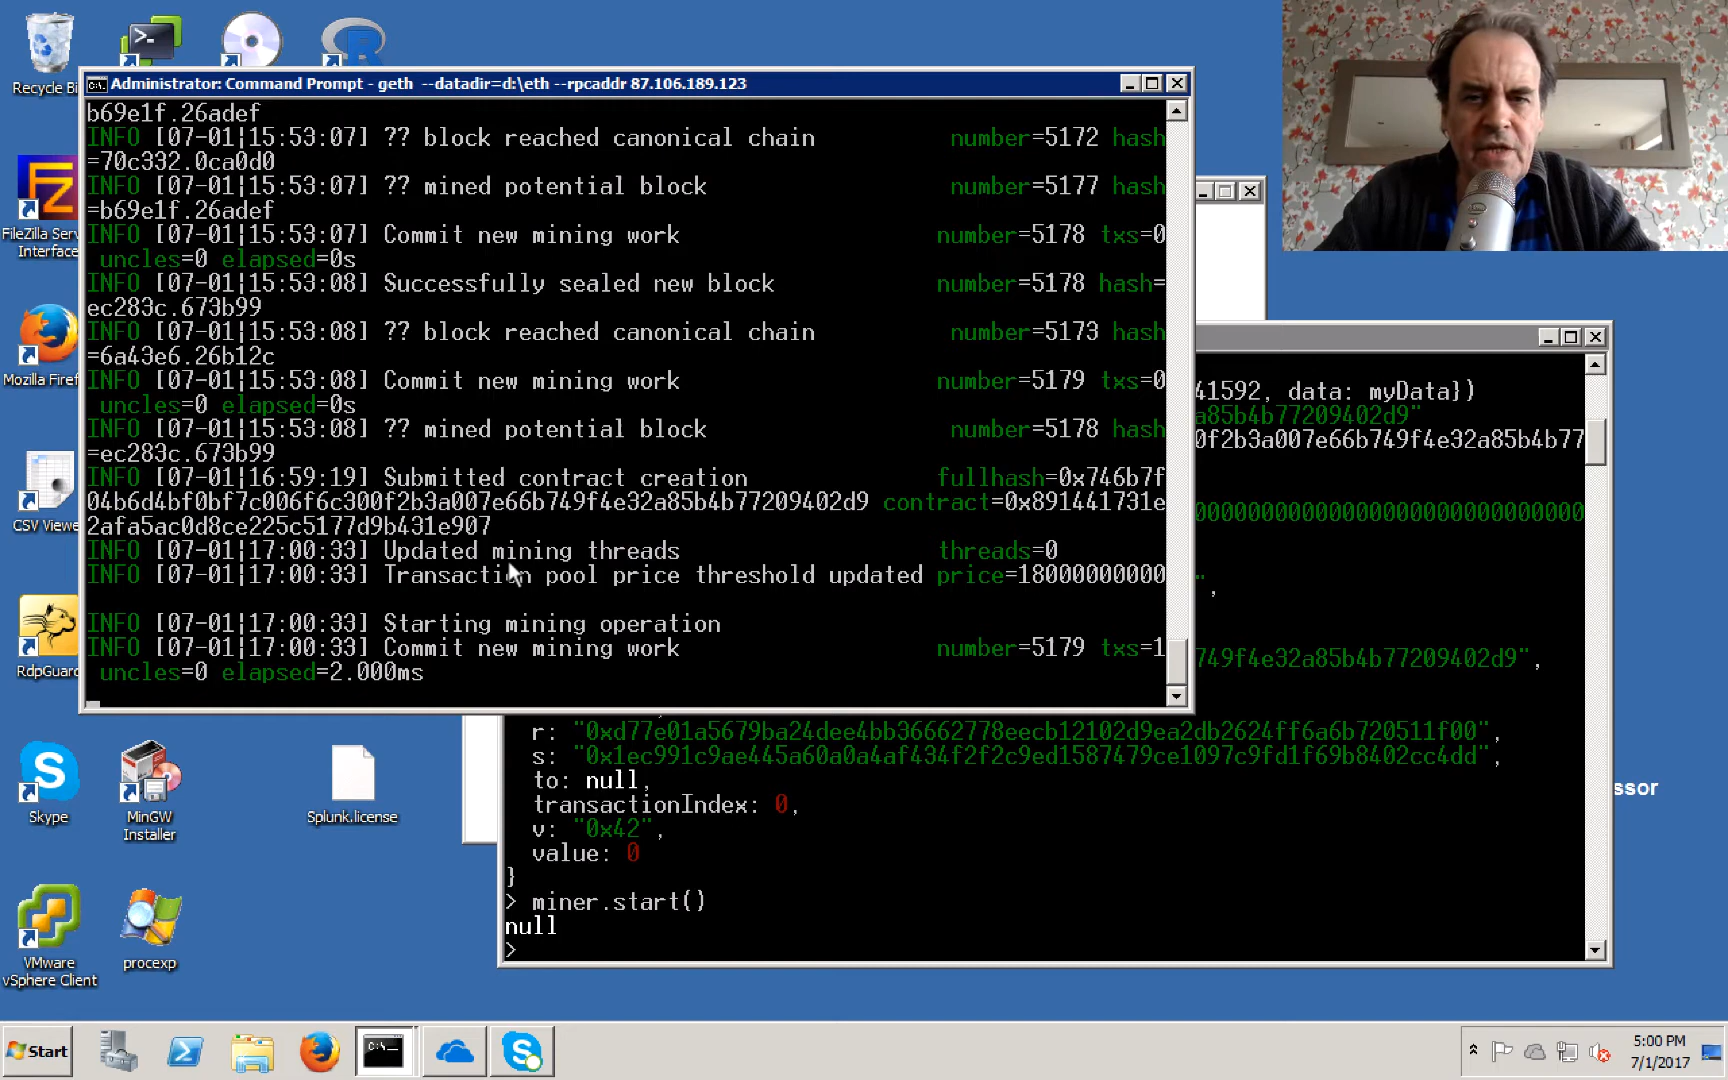 Recycle Bi
FileZilla Serv
Interface
Mozilla Firef
CSV Viewe
RdpGuard
Skype
MinGW
Installer
Splunk.license
VMware
vSphere Client
procexp
Administrator: Command Prompt - geth --datadir=d:\eth --rpcaddr 87.106.189.123
b69e1f.26adef
INFO [07-01|15:53:07] ?? block reached canonical chain number=5172 hash
=70c332.0ca0d0
INFO [07-01|15:53:07] ?? mined potential block number=5177 hash
=b69e1f.26adef
INFO [07-01|15:53:07] Commit new mining work number=5178 txs=0
uncles=0 elapsed=0s
INFO [07-01|15:53:08] Successfully sealed new block number=5178 hash=
ec283c.673b99
INFO [07-01|15:53:08] ?? block reached canonical chain number=5173 hash
=6a43e6.26b12c
INFO [07-01|15:53:08] Commit new mining work number=5179 txs=0
uncles=0 elapsed=0s
INFO [07-01|15:53:08] ?? mined potential block number=5178 hash
=ec283c.673b99
INFO [07-01|16:59:19] Submitted contract creation fullhash=0x746b7f
04b6d4bf0bf7c006f6c300f2b3a007e66b749f4e32a85b4b77209402d9 contract=0x891441731e
2afa5ac0d8ce225c5177d9b431e907
INFO [07-01|17:00:33] Updated mining threads threads=0
INFO [07-01|17:00:33] Transaction pool price threshold updated price=18000000000
INFO [07-01|17:00:33] Starting mining operation
INFO [07-01|17:00:33] Commit new mining work number=5179 txs=1
uncles=0 elapsed=2.000ms
41592, data: myData})
a85b4b77209402d9"
0f2b3a007e66b749f4e32a85b4b77
00000000000000000000000000000
",
749f4e32a85b4b77209402d9",
r: "0xd77e01a5679ba24dee4bb36662778eecb12102d9ea2db2624ff6a6b720511f00",
s: "0x1ec991c9ae445a60a0a4af434f2f2c9ed1587479ce1097c9fd1f69b8402cc4dd",
to: null,
transactionIndex: 0,
v: "0x42",
value: 0
}
> miner.start()
null
>
ssor
Start
C:\.
5:00 PM
7/1/2017